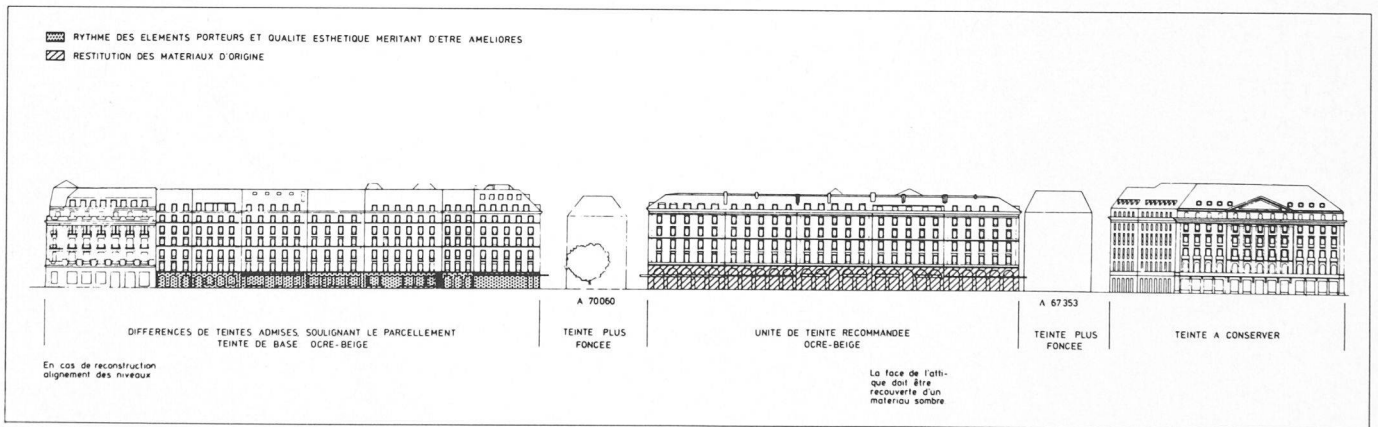 RYTHME DES ELEMENTS PORTEURS ET QUALITE ESTHETIQUE MERITANT D'ETRE AMELIORES
RESTITUTION DES MATERIAUX D'ORIGINE
A 70060
A 67353
DIFFERENCES DE TEINTES ADMISES, SOULIGNANT LE PARCELLEMENT
TEINTE DE BASE OCRE-BEIGE
TEINTE PLUS
FONCEE
UNITE DE TEINTE RECOMMANDEE
OCRE-BEIGE
TEINTE PLUS
FONCEE
TEINTE A CONSERVER
En cas de reconstruction
alignement des niveaux
La face de l'atti-
que doit être
recouverte d'un
materiau sombre